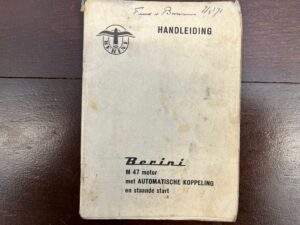 HANDLEIDING
Berini
M 47 motor
met AUTOMATISCHE KOPPELING
en staande start